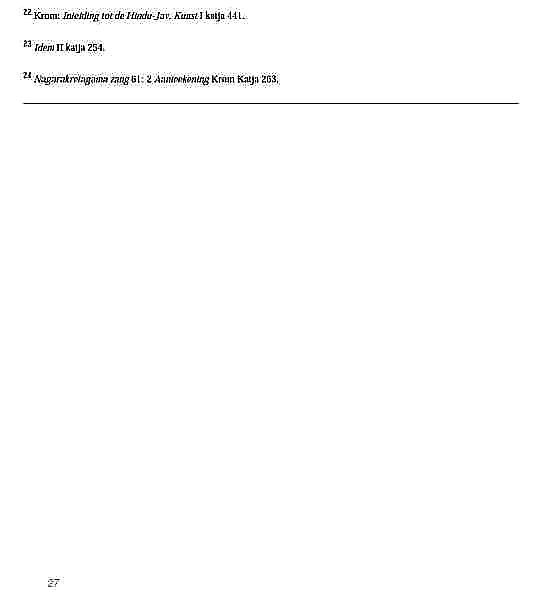 22 Krom: Inleiding tot de Hindu-Jav. Kunst I katja 441.
23 Idem II katja 254.
24 Nagarakretagama zang 61: 2 Aanteekening Krom Katja 263.
27